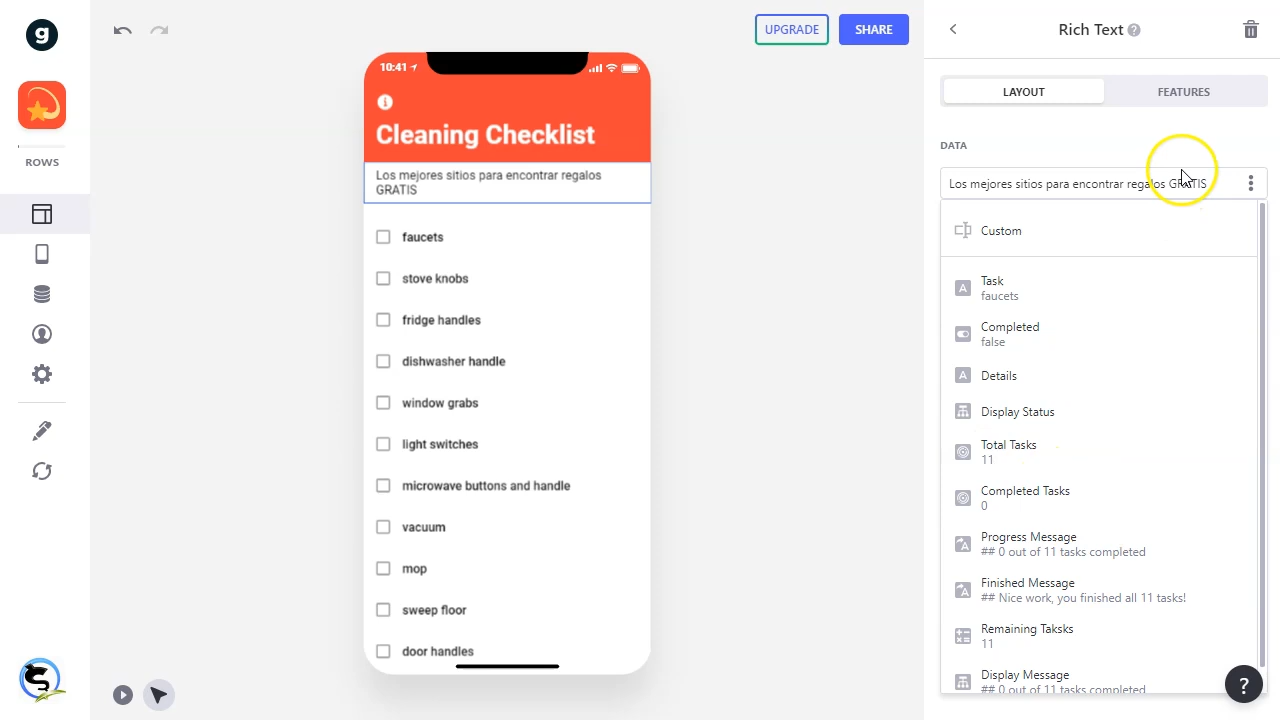 g
ROWS
UPGRADE
SHARE
10:41
Cleaning Checklist
Los mejores sitios para encontrar regalos
GRATIS
faucets
stove knobs
fridge handles
dishwasher handle
window grabs
light switches
microwave buttons and handle
vacuum
mop
sweep floor
door handles
Rich Text
LAYOUT
FEATURES
DATA
Los mejores sitios para encontrar regalos GRATIS
Custom
Task
faucets
Completed
false
Details
Display Status
Total Tasks
11
Completed Tasks
0
Progress Message
## 0 out of 11 tasks completed
Finished Message
## Nice work, you finished all 11 tasks!
Remaining Taksks
11
Display Message
## 0 out of 11 tasks completed
?